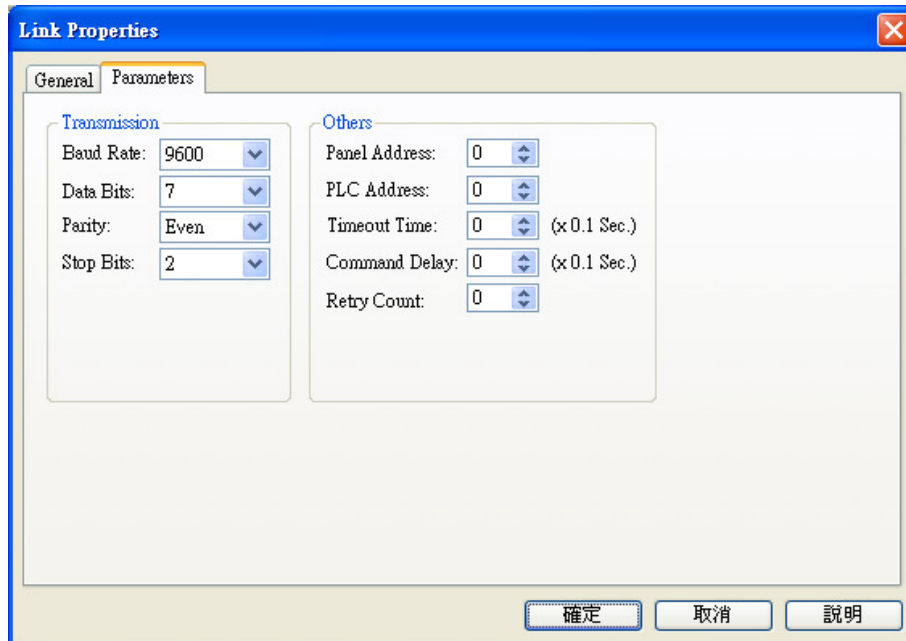 Link Properties
General Parameters
Transmission
Baud Rate: 9600
Data Bits: 7
Parity: Even
Stop Bits: 2
Others
Panel Address: 0
PLC Address: 0
Timeout Time: 0 (x 0.1 Sec.)
Command Delay: 0 (x 0.1 Sec.)
Retry Count: 0
確定 取消 說明